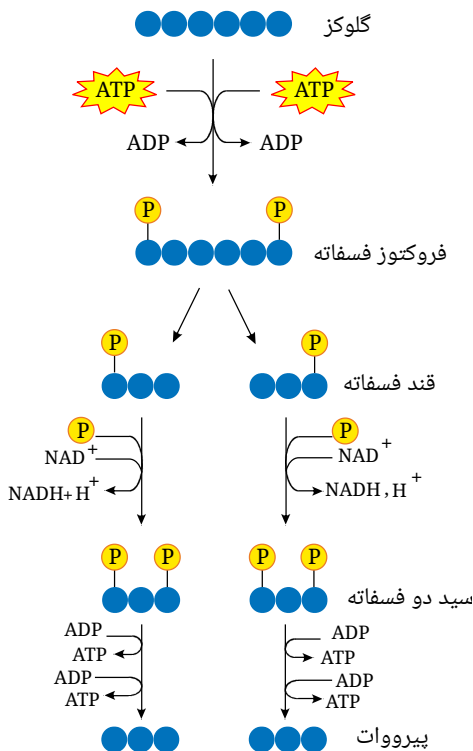 گلوکز
ATP ATP
ADP ADP
P P
فروکتوز فسفاته
P P
قند فسفاته
P P
NAD+ NAD+
NADH+H+ NADH,H+
P P P P
سید دو فسفاته
ADP ADP
ATP ATP
ADP ADP
ATP ATP
پیرووات